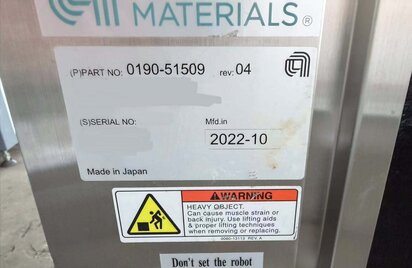 MATERIALS®
(P)PART NO: 0190-51509 rev: 04
(S)SERIAL NO:
Mfd.in
2022-10
Made in Japan
WARNING
HEAVY OBJECT.
Can cause muscle strain or
back injury. Use lifting aids
& proper lifting techniques
when removing or replacing.
Don't set the robot